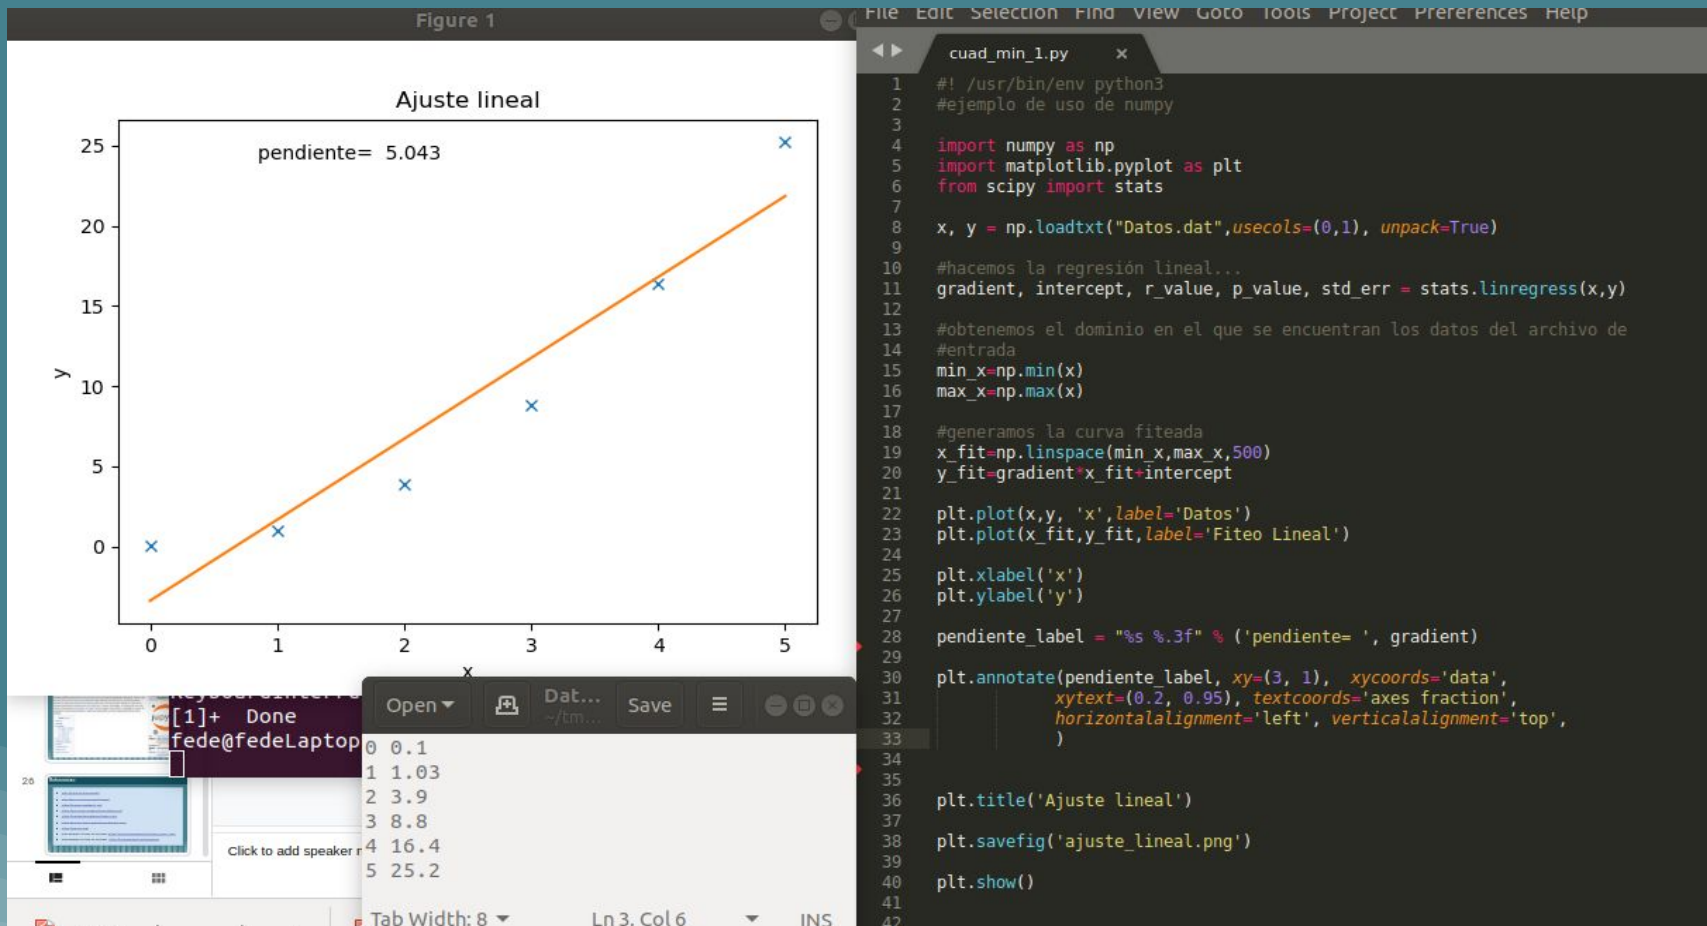 Figure 1
Ajuste lineal
pendiente= 5.043
25
20
15
10
5
0
y
0 1 2 3 4 5
x
[1]+ Done
fede@fedeLaptop
26
Click to add speaker
Open
Dat...
~/tm...
Save
0 0.1
1 1.03
2 3.9
3 8.8
4 16.4
5 25.2
Tab Width: 8
Ln 3, Col 6
INS
File Edit Selection Find View Goto Tools Project Preferences Help
cuad_min_1.py
1 #! /usr/bin/env python3
2 #ejemplo de uso de numpy
3
4 import numpy as np
5 import matplotlib.pyplot as plt
6 from scipy import stats
7
8 x, y = np.loadtxt("Datos.dat",usecols=(0,1), unpack=True)
9
10 #hacemos la regresión lineal...
11 gradient, intercept, r_value, p_value, std_err = stats.linregress(x,y)
12
13 #obtenemos el dominio en el que se encuentran los datos del archivo de
14 #entrada
15 min_x=np.min(x)
16 max_x=np.max(x)
17
18 #generamos la curva fiteada
19 x_fit=np.linspace(min_x,max_x,500)
20 y_fit=gradient*x_fit+intercept
21
22 plt.plot(x,y, 'x',label='Datos')
23 plt.plot(x_fit,y_fit,label='Fiteo Lineal')
24
25 plt.xlabel('x')
26 plt.ylabel('y')
27
28 pendiente_label = "%s %.3f" % ('pendiente= ', gradient)
29
30 plt.annotate(pendiente_label, xy=(3, 1),  xycoords='data',
31             xytext=(0.2, 0.95), textcoords='axes fraction',
32             horizontalalignment='left', verticalalignment='top',
33             )
34
35
36 plt.title('Ajuste lineal')
37
38 plt.savefig('ajuste_lineal.png')
39
40 plt.show()
41
42